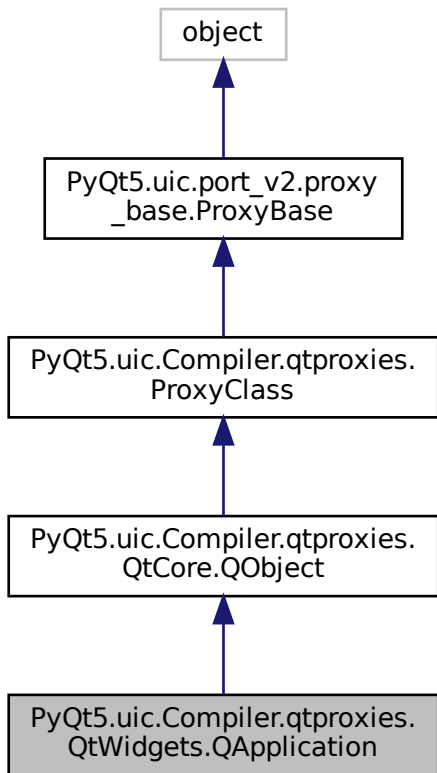 object
PyQt5.uic.port_v2.proxy
_base.ProxyBase
PyQt5.uic.Compiler.qtproxies.
ProxyClass
PyQt5.uic.Compiler.qtproxies.
QtCore.QObject
PyQt5.uic.Compiler.qtproxies.
QtWidgets.QApplication